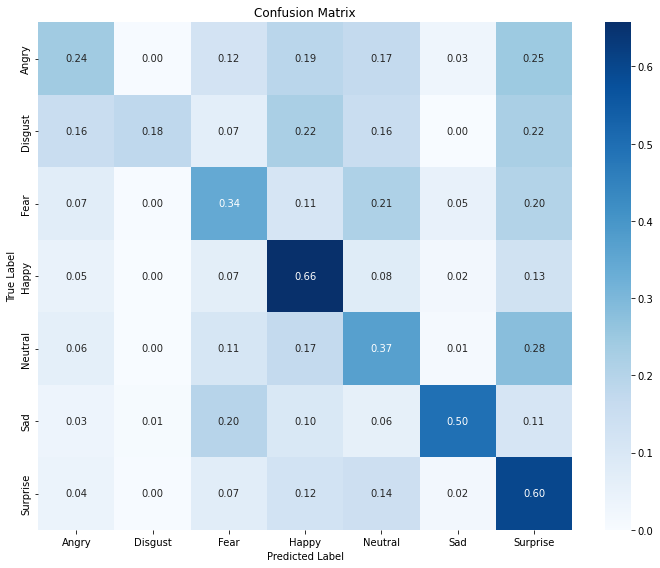 Confusion Matrix
Angry 0.24 0.00 0.12 0.19 0.17 0.03 0.25
Disgust 0.16 0.18 0.07 0.22 0.16 0.00 0.22
Fear 0.07 0.00 0.34 0.11 0.21 0.05 0.20
Happy 0.05 0.00 0.07 0.66 0.08 0.02 0.13
Neutral 0.06 0.00 0.11 0.17 0.37 0.01 0.28
Sad 0.03 0.01 0.20 0.10 0.06 0.50 0.11
Surprise 0.04 0.00 0.07 0.12 0.14 0.02 0.60
Angry Disgust Fear Happy Neutral Sad Surprise
Predicted Label
True Label
0.6
0.5
0.4
0.3
0.2
0.1
0.0